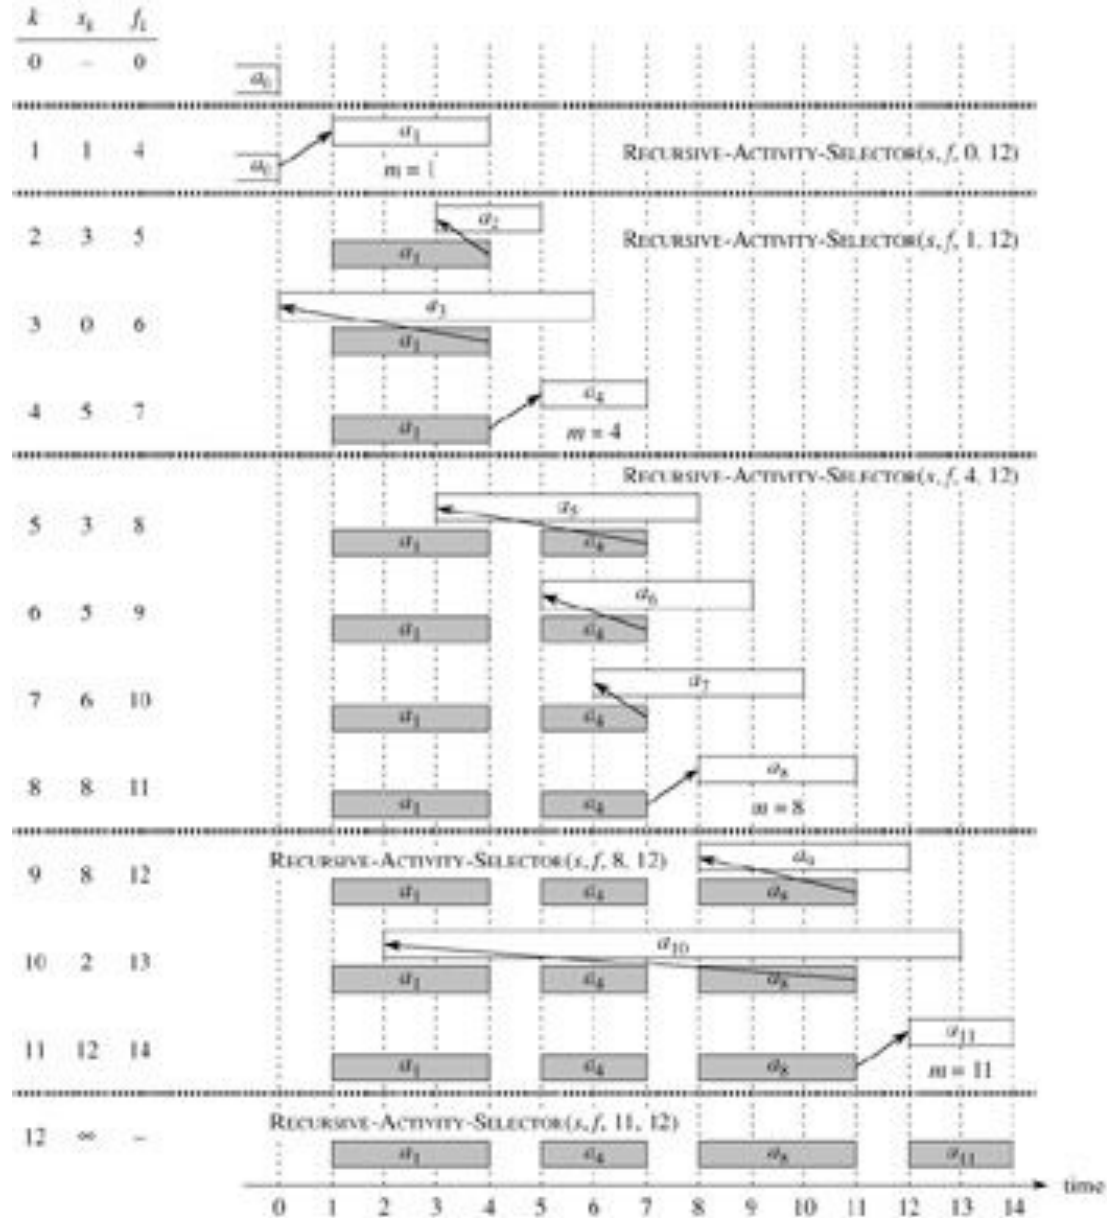 k s_k f_k
0 – 0
a_0
1 1 4
a_1
a_0
m = 1
RECURSIVE-ACTIVITY-SELECTOR(s, f, 0, 12)
2 3 5
a_2
a_1
RECURSIVE-ACTIVITY-SELECTOR(s, f, 1, 12)
3 0 6
a_3
a_1
4 5 7
a_4
a_1
m = 4
RECURSIVE-ACTIVITY-SELECTOR(s, f, 4, 12)
5 3 8
a_5
a_1 a_4
6 5 9
a_6
a_1 a_4
7 6 10
a_7
a_1 a_4
8 8 11
a_8
a_1 a_4
m = 8
RECURSIVE-ACTIVITY-SELECTOR(s, f, 8, 12)
9 8 12
a_9
a_1 a_4 a_8
10 2 13
a_10
a_1 a_4 a_8
11 12 14
a_11
a_1 a_4 a_8
m = 11
RECURSIVE-ACTIVITY-SELECTOR(s, f, 11, 12)
12 ∞ –
a_1 a_4 a_8 a_11
time
0 1 2 3 4 5 6 7 8 9 10 11 12 13 14